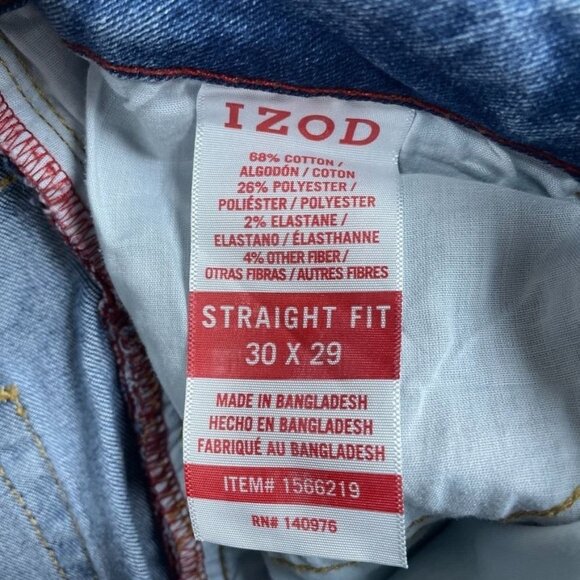 IZOD
68% COTTON /
ALGODÓN / COTON
26% POLYESTER /
POLIÉSTER / POLYESTER
2% ELASTANE /
ELASTANO / ÉLASTHANNE
4% OTHER FIBER /
OTRAS FIBRAS / AUTRES FIBRES
STRAIGHT FIT
30 X 29
MADE IN BANGLADESH
HECHO EN BANGLADESH
FABRIQUÉ AU BANGLADESH
ITEM# 1566219
RN# 140976